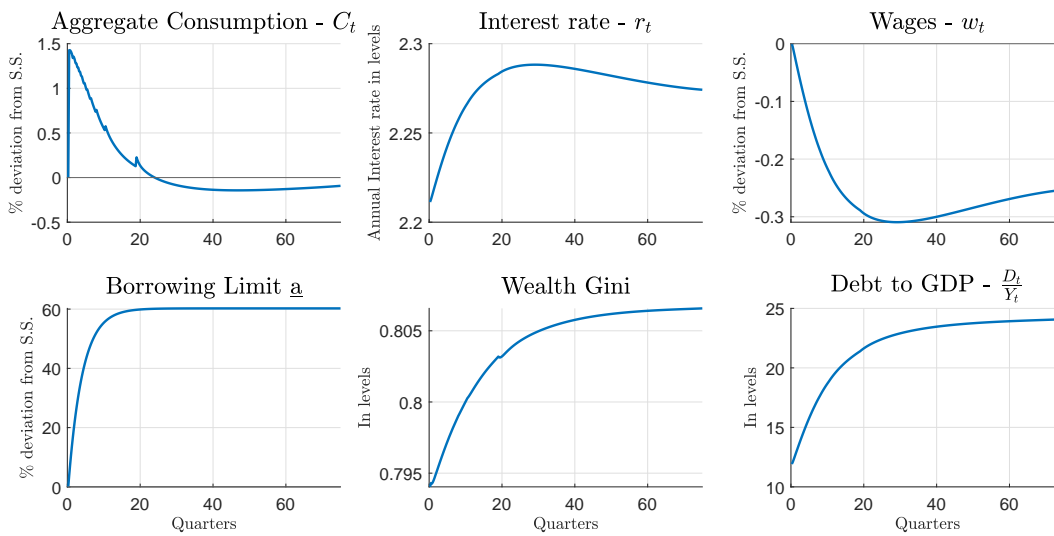 Aggregate Consumption - C_t
% deviation from S.S.
1.5
1
0.5
0
-0.5
0 20 40 60
Interest rate - r_t
Annual Interest rate in levels
2.3
2.25
2.2
0 20 40 60
Wages - w_t
% deviation from S.S.
0
-0.1
-0.2
-0.3
0 20 40 60
Borrowing Limit a
% deviation from S.S.
60
40
20
0
0 20 40 60
Quarters
Wealth Gini
In levels
0.805
0.8
0.795
0 20 40 60
Quarters
Debt to GDP - D_t/Y_t
In levels
25
20
15
10
0 20 40 60
Quarters